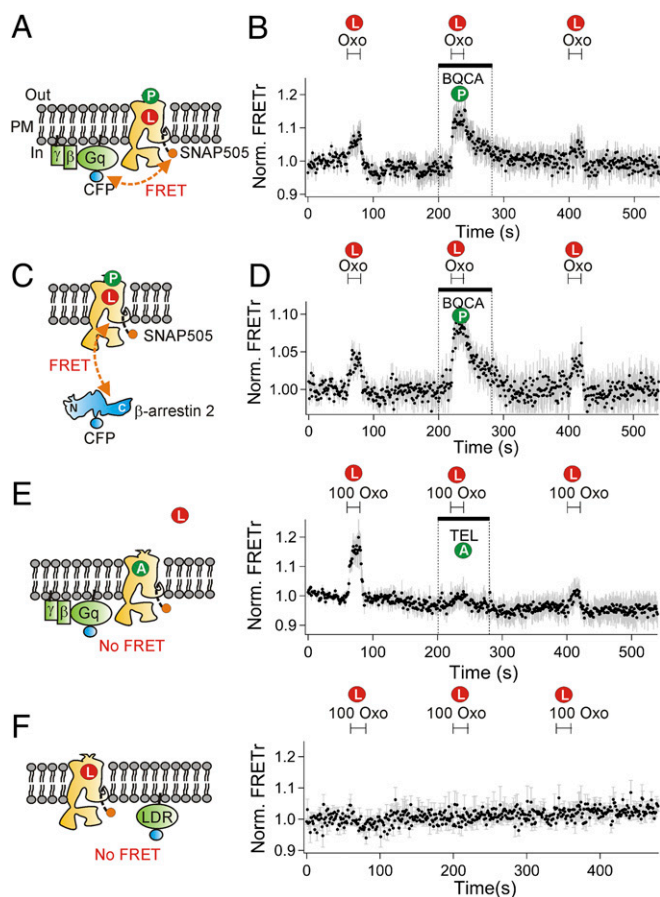 A
Out
PM
In
γ
β
Gq
CFP
P
L
SNAP505
FRET
B
L
L
L
Oxo
Oxo
Oxo
BQCA
P
Norm. FRETr
1.2
1.1
1.0
0.9
0 100 200 300 400 500
Time (s)
C
P
L
SNAP505
FRET
N
C
β-arrestin 2
CFP
D
L
L
L
Oxo
Oxo
Oxo
BQCA
P
Norm. FRETr
1.10
1.05
1.00
0 100 200 300 400 500
Time (s)
E
L
A
γ
β
Gq
No FRET
L
L
L
100 Oxo
100 Oxo
100 Oxo
TEL
A
Norm. FRETr
1.2
1.1
1.0
0.9
0 100 200 300 400 500
Time (s)
F
L
LDR
No FRET
L
L
L
100 Oxo
100 Oxo
100 Oxo
Norm. FRETr
1.2
1.1
1.0
0.9
0 100 200 300 400
Time(s)